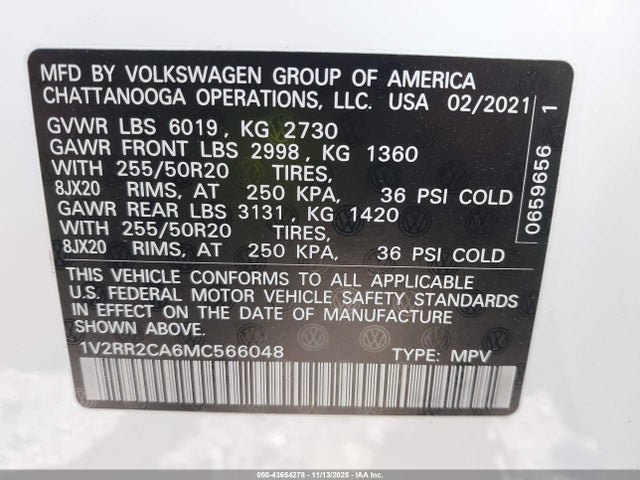 MFD BY VOLKSWAGEN GROUP OF AMERICA
CHATTANOOGA OPERATIONS, LLC. USA 02/2021
GVWR LBS 6019, KG 2730
GAWR FRONT LBS 2998, KG 1360
WITH 255/50R20 TIRES,
8JX20 RIMS, AT 250 KPA, 36 PSI COLD
GAWR REAR LBS 3131, KG 1420
WITH 255/50R20 TIRES,
8JX20 RIMS, AT 250 KPA, 36 PSI COLD
THIS VEHICLE CONFORMS TO ALL APPLICABLE
U.S. FEDERAL MOTOR VEHICLE SAFETY STANDARDS
IN EFFECT ON THE DATE OF MANUFACTURE
SHOWN ABOVE.
1V2RR2CA6MC566048 TYPE: MPV
0659656 1
000-43654278 - 11/13/2025 - IAAI